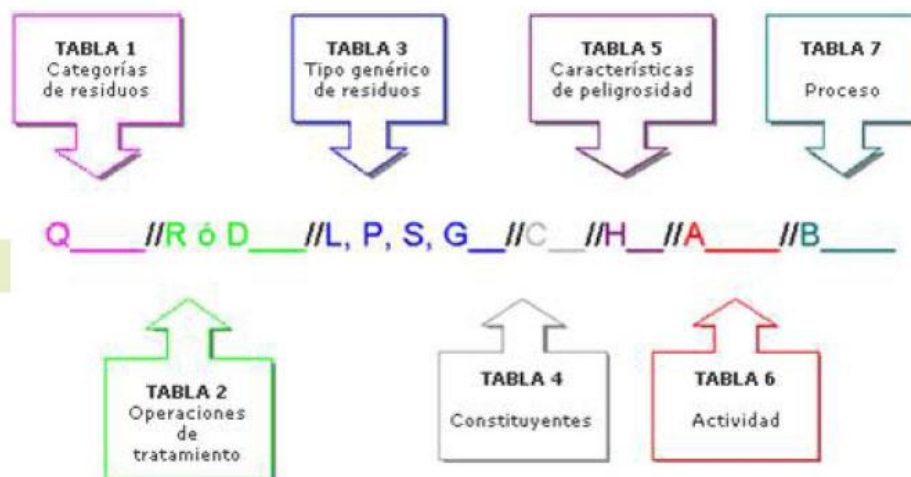 TABLA 1
Categorías
de residuos
TABLA 3
Tipo genérico
de residuos
TABLA 5
Características
de peligrosidad
TABLA 7
Proceso
Q____//R ó D___//L, P, S, G__//C__//H__//A____//B____
TABLA 2
Operaciones
de
tratamiento
TABLA 4
Constituyentes
TABLA 6
Actividad